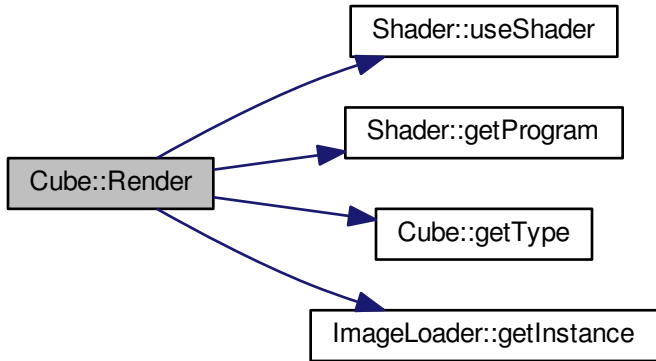 Shader::useShader
Shader::getProgram
Cube::Render
Cube::getType
ImageLoader::getInstance